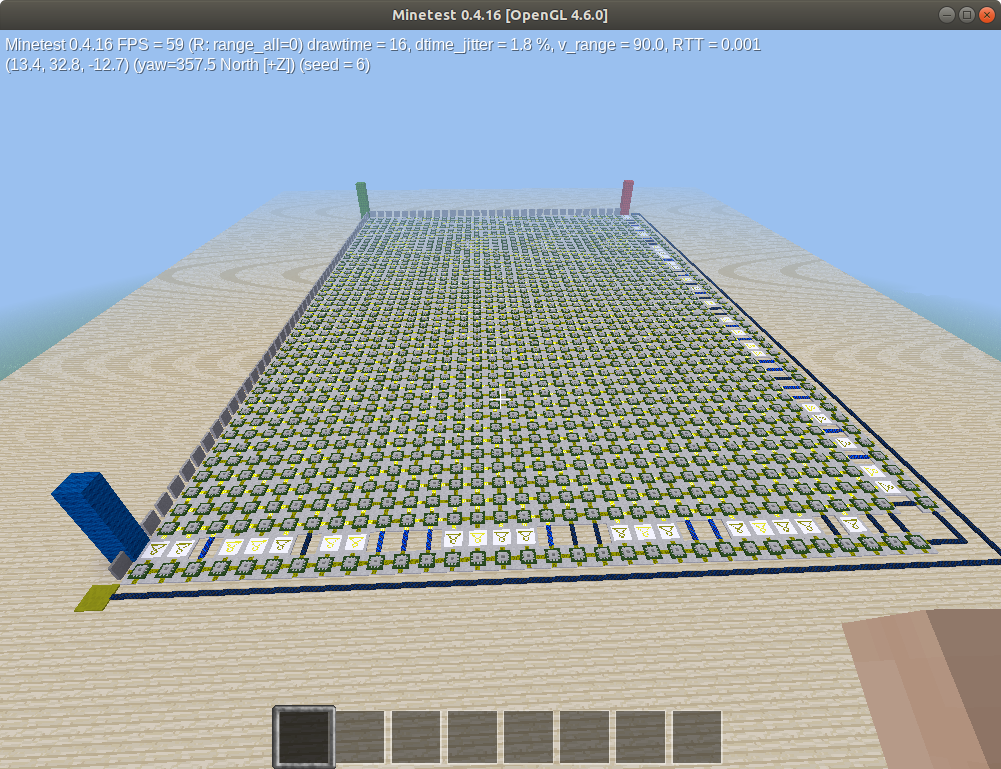 Minetest 0.4.16 [OpenGL 4.6.0]
Minetest 0.4.16 FPS = 59 (R: range_all=0) drawtime = 16, dtime_jitter = 1.8 %, v_range = 90.0, RTT = 0.001
(13.4, 32.8, -12.7) (yaw=357.5 North [+Z]) (seed = 6)